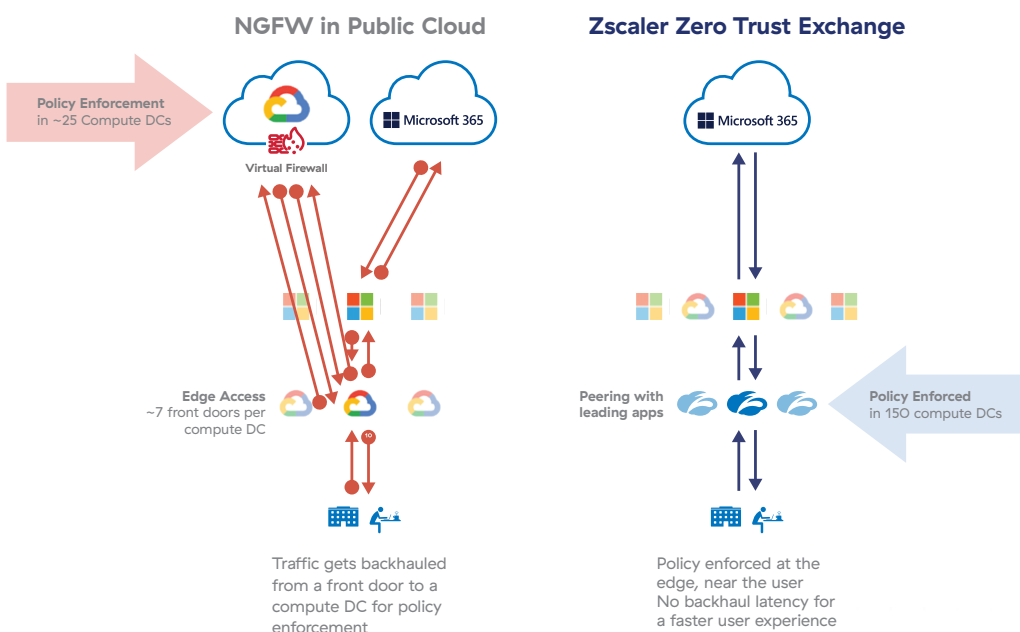 NGFW in Public Cloud
Policy Enforcement
in ~25 Compute DCs
Microsoft 365
Virtual Firewall
Edge Access
~7 front doors per
compute DC
10
Traffic gets backhauled
from a front door to a
compute DC for policy
enforcement
Zscaler Zero Trust Exchange
Microsoft 365
Peering with
leading apps
Policy Enforced
in 150 compute DCs
Policy enforced at the
edge, near the user
No backhaul latency for
a faster user experience